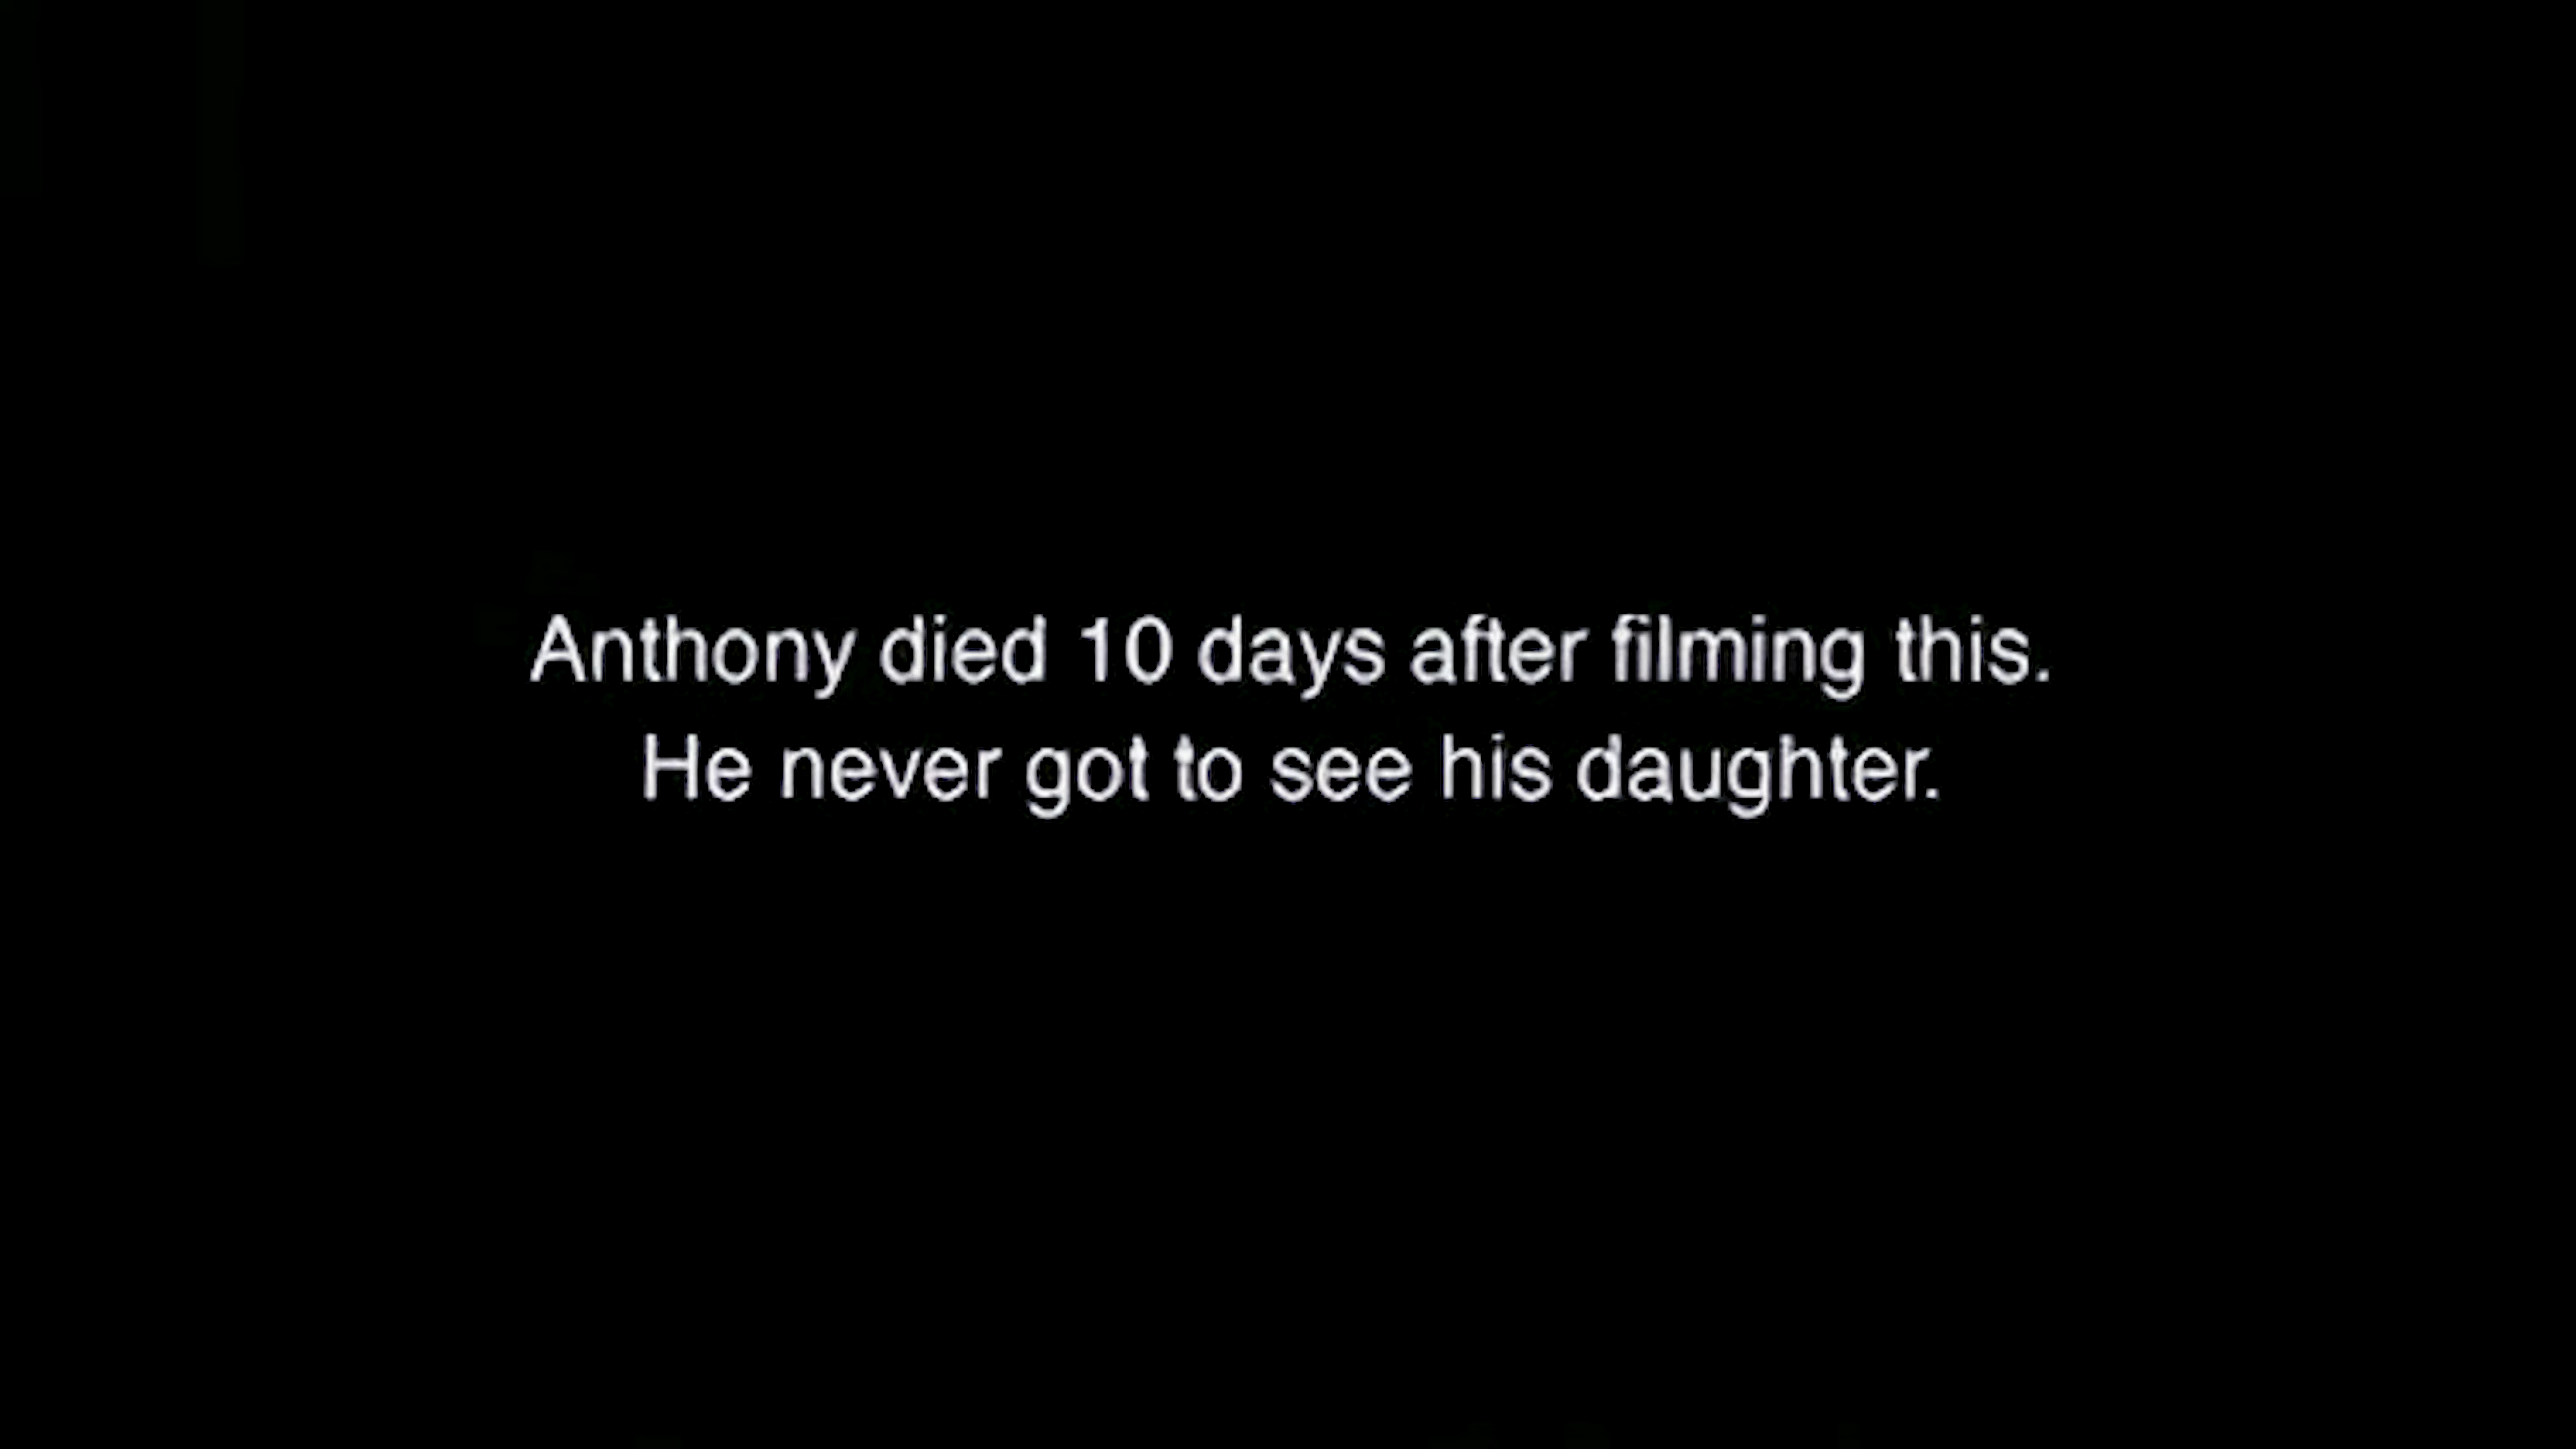 Anthony died 10 days after filming this.
He never got to see his daughter.